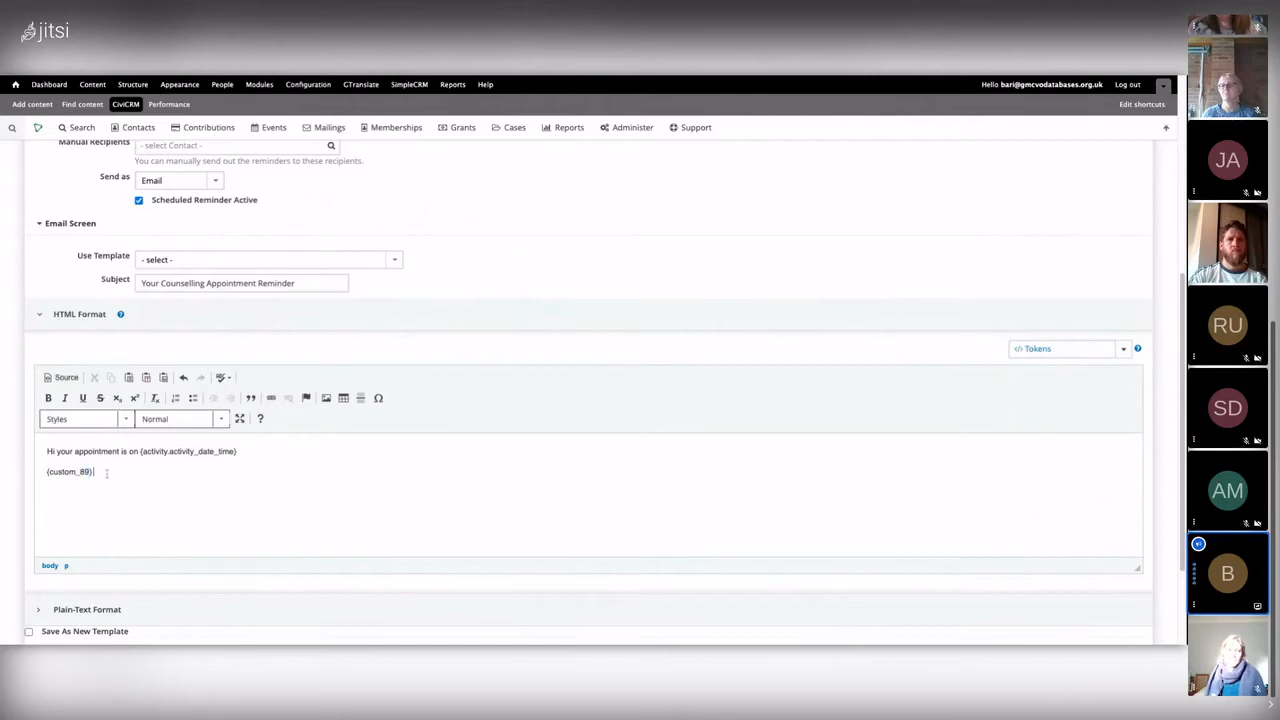 jitsi
Dashboard Content Structure Appearance People Modules Configuration GTranslate SimpleCRM Reports Help Hello bari@gmcvodatabases.org.uk Log out
Add content Find content CiviCRM Performance Edit shortcuts
Search Contacts Contributions Events Mailings Memberships Grants Cases Reports Administer Support
Manual Recipients - select Contact -
You can manually send out the reminders to these recipients.
Send as Email
Scheduled Reminder Active
Email Screen
Use Template - select -
Subject Your Counselling Appointment Reminder
HTML Format
</> Tokens
Source
Styles Normal
Hi your appointment is on {activity.activity_date_time}
{custom_89}
body p
Plain-Text Format
Save As New Template
JA
RU
SD
AM
B